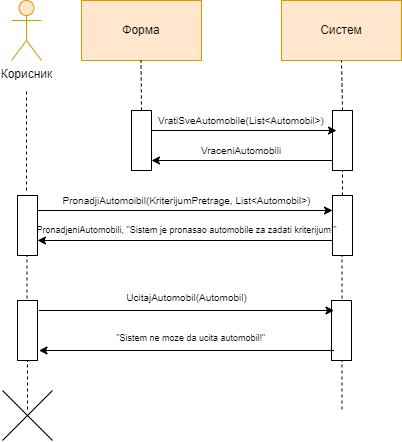 Форма
Систем
Корисник
VratiSveAutomobile(List<Automobil>)
VraceniAutomobili
PronadjiAutomoibil(KriterijumPretrage, List<Automobil>)
PronadjeniAutomobili, "Sistem je pronasao automobile za zadati kriterijum!"
UcitajAutomobil(Automobil)
"Sistem ne moze da ucita automobil!"